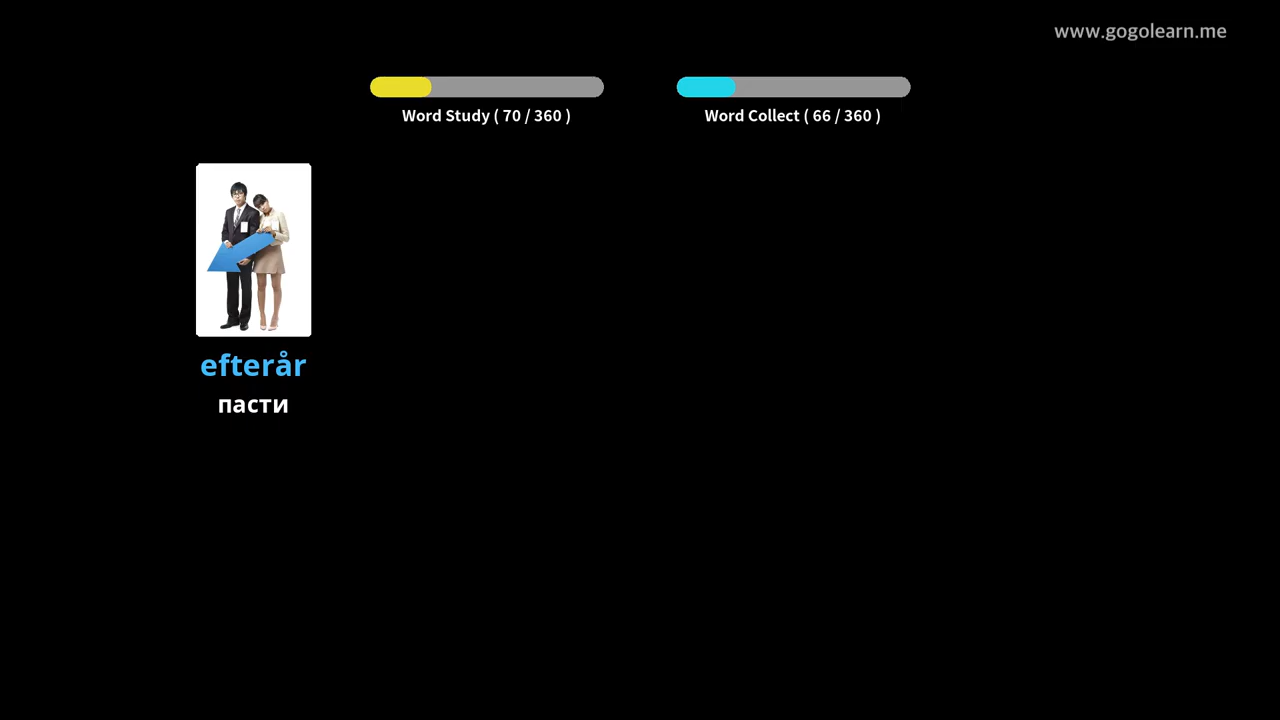 www.gogolearn.me
Word Study ( 70 / 360 )
Word Collect ( 66 / 360 )
efterår
пасти